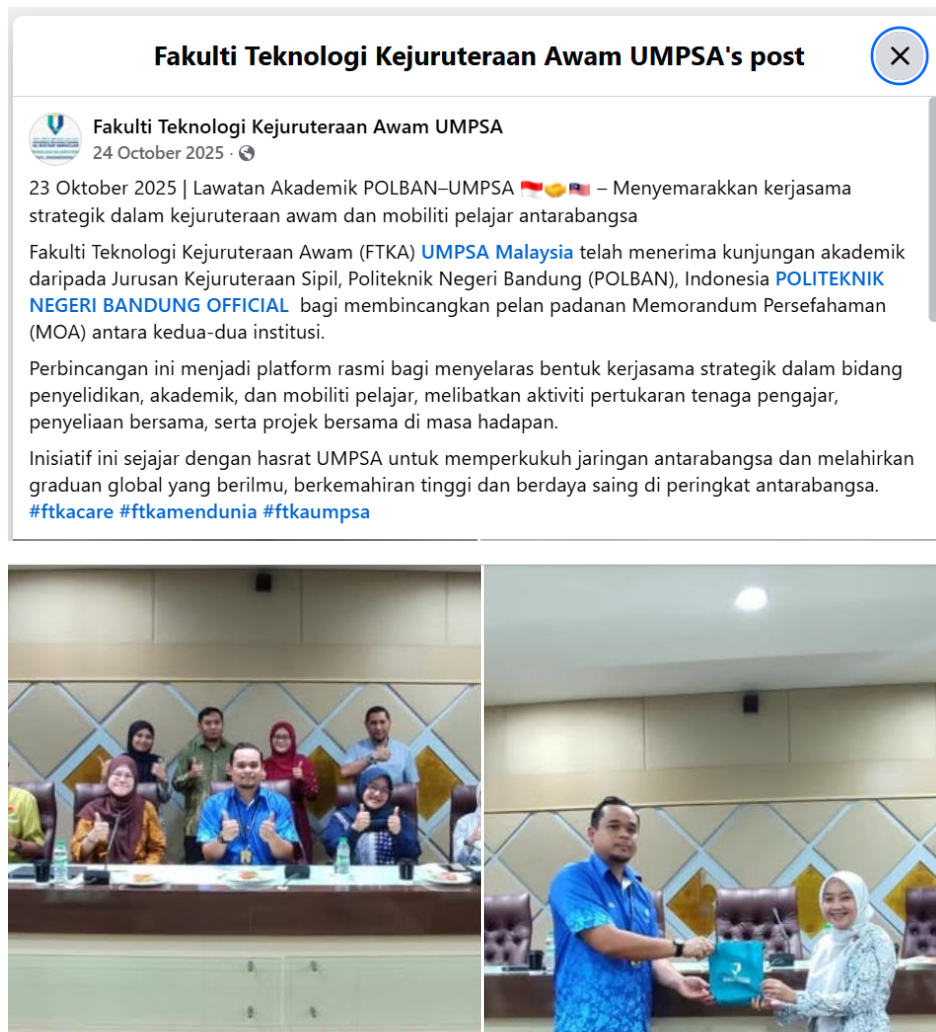 Fakulti Teknologi Kejuruteraan Awam UMPSA's post
Fakulti Teknologi Kejuruteraan Awam UMPSA
24 October 2025 ·
23 Oktober 2025 | Lawatan Akademik POLBAN–UMPSA 🇮🇩🤝🇲🇾 – Menyemarakkan kerjasama
strategik dalam kejuruteraan awam dan mobiliti pelajar antarabangsa
Fakulti Teknologi Kejuruteraan Awam (FTKA) UMPSA Malaysia telah menerima kunjungan akademik
daripada Jurusan Kejuruteraan Sipil, Politeknik Negeri Bandung (POLBAN), Indonesia POLITEKNIK
NEGERI BANDUNG OFFICIAL bagi membincangkan pelan padanan Memorandum Persefahaman
(MOA) antara kedua-dua institusi.
Perbincangan ini menjadi platform rasmi bagi menyelaras bentuk kerjasama strategik dalam bidang
penyelidikan, akademik, dan mobiliti pelajar, melibatkan aktiviti pertukaran tenaga pengajar,
penyeliaan bersama, serta projek bersama di masa hadapan.
Inisiatif ini sejajar dengan hasrat UMPSA untuk memperkukuh jaringan antarabangsa dan melahirkan
graduan global yang berilmu, berkemahiran tinggi dan berdaya saing di peringkat antarabangsa.
#ftkacare #ftkamendunia #ftkaumpsa